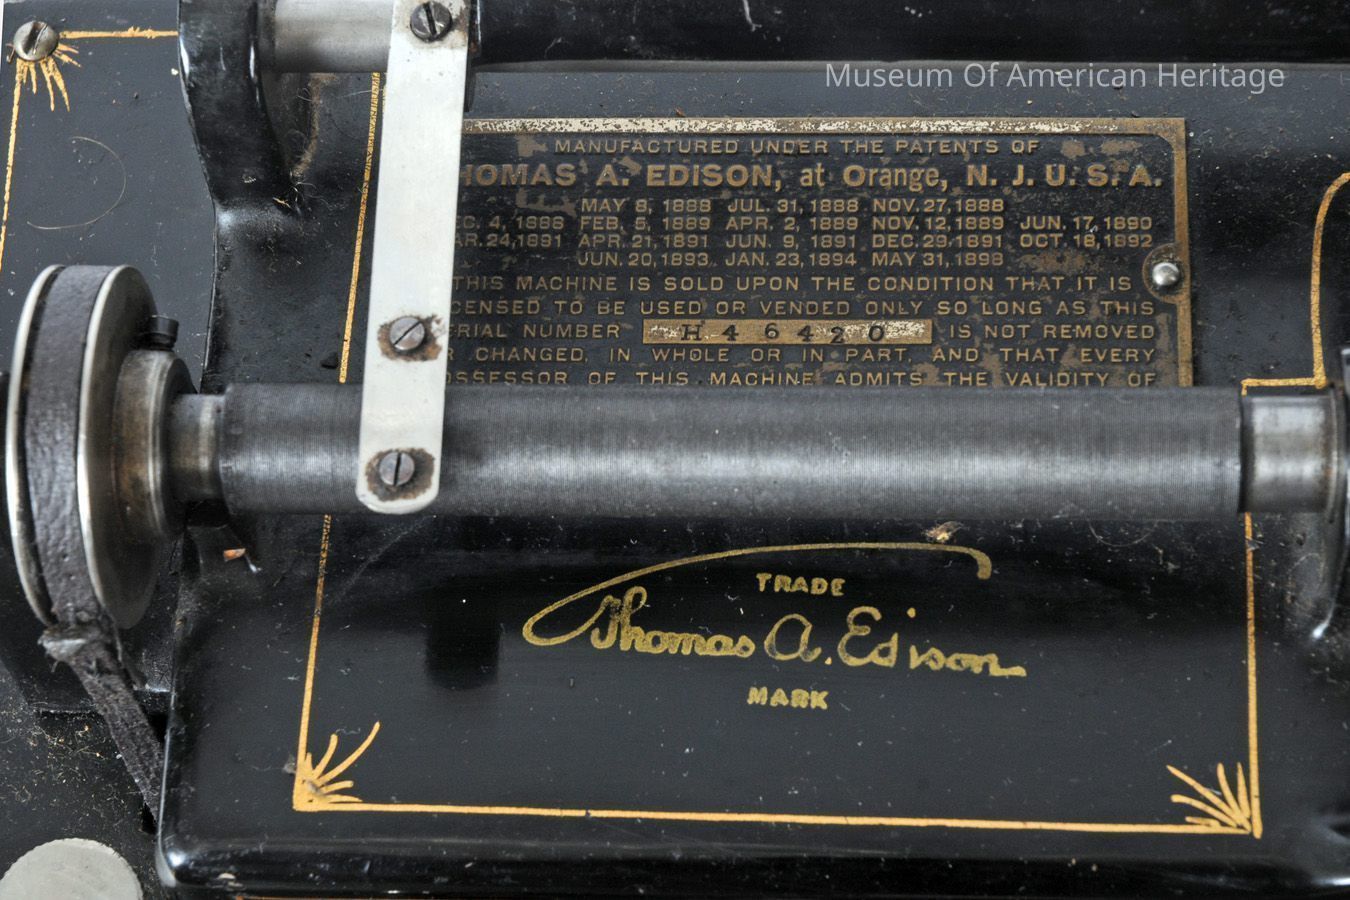 Museum Of American Heritage
MANUFACTURED UNDER THE PATENTS OF
HOMAS A. EDISON, at Orange, N. J. U. S. A.
MAY 8, 1888 JUL. 31, 1888 NOV. 27, 1888
C. 4, 1888 FEB. 5, 1889 APR. 2, 1889 NOV. 12, 1889 JUN. 17, 1890
AR. 24, 1891 APR. 21, 1891 JUN. 9, 1891 DEC. 29, 1891 OCT. 18, 1892
JUN. 20, 1893 JAN. 23, 1894 MAY 31, 1898
THIS MACHINE IS SOLD UPON THE CONDITION THAT IT IS
CENSED TO BE USED OR VENDED ONLY SO LONG AS THIS
ERIAL NUMBER H46420 IS NOT REMOVED
R CHANGED, IN WHOLE OR IN PART, AND THAT EVERY
OSSESSOR OF THIS MACHINE ADMITS THE VALIDITY OF
TRADE
Thomas A. Edison
MARK